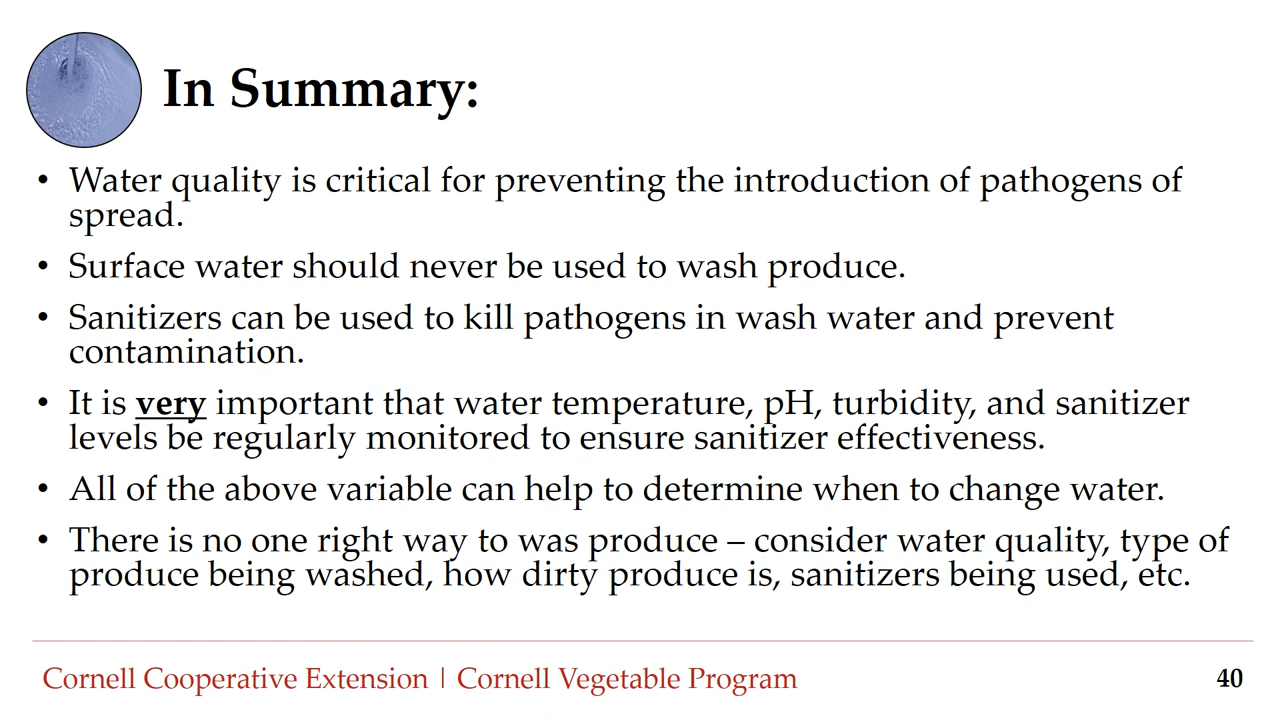 In Summary:
• Water quality is critical for preventing the introduction of pathogens of
spread.
• Surface water should never be used to wash produce.
• Sanitizers can be used to kill pathogens in wash water and prevent
contamination.
• It is very important that water temperature, pH, turbidity, and sanitizer
levels be regularly monitored to ensure sanitizer effectiveness.
• All of the above variable can help to determine when to change water.
• There is no one right way to was produce – consider water quality, type of
produce being washed, how dirty produce is, sanitizers being used, etc.
Cornell Cooperative Extension | Cornell Vegetable Program
40